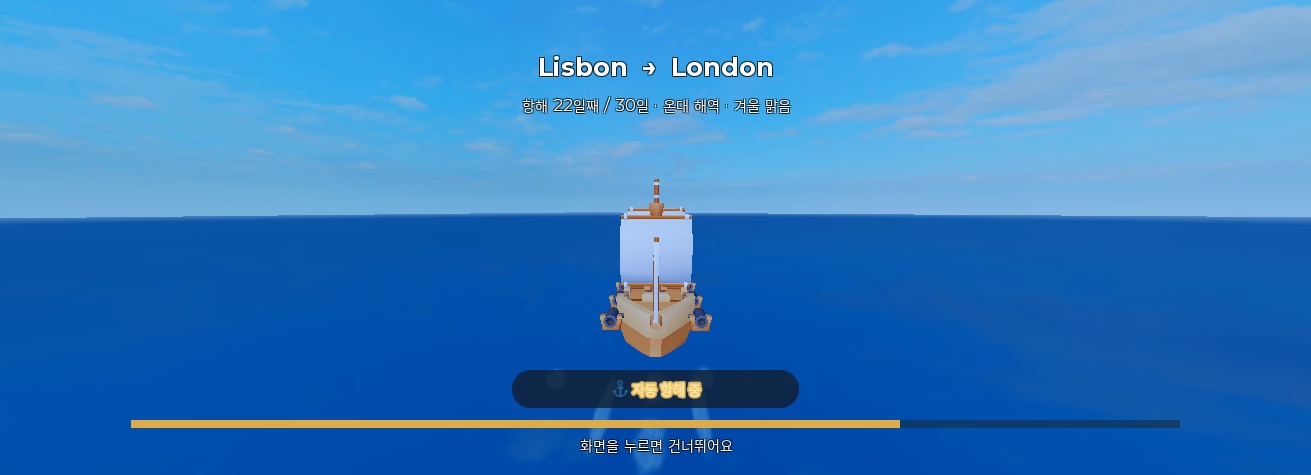 Lisbon → London
항해 22일째 / 30일 · 온대 해역 · 겨울 맑음
⚓ 자동 항해 중
화면을 누르면 건너뛰어요